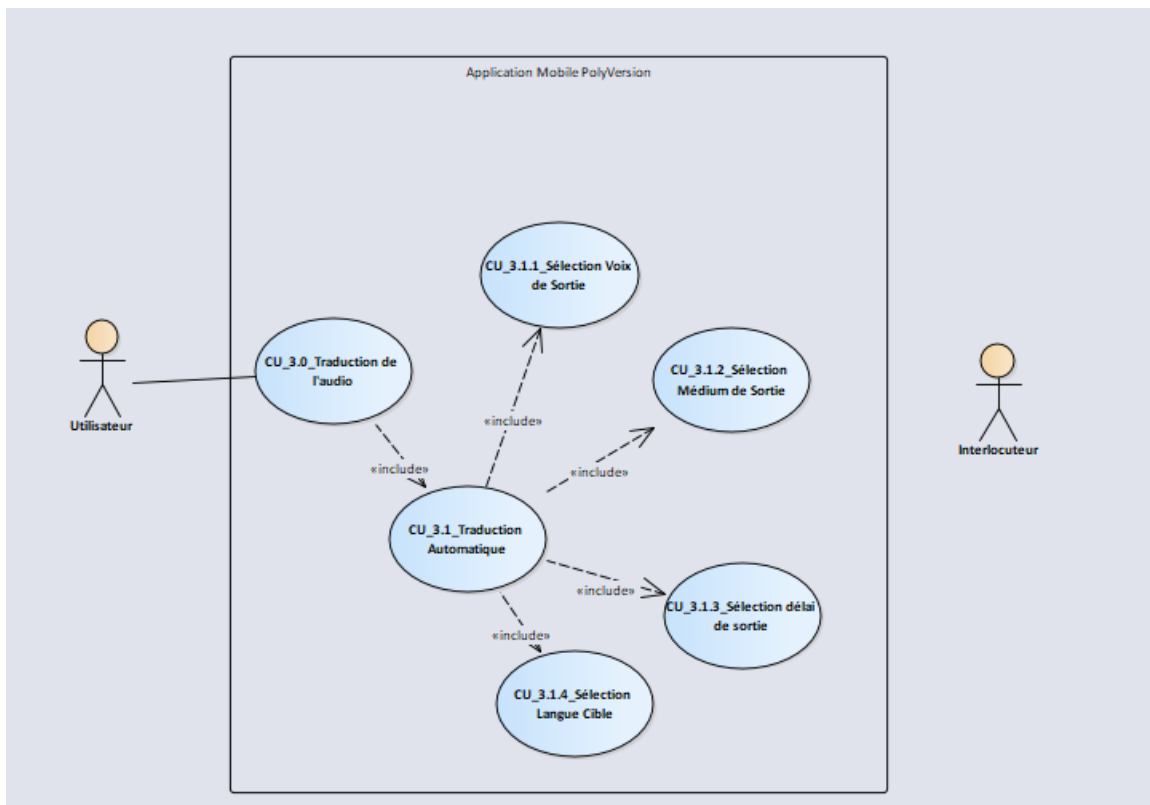 Application Mobile PolyVersion
CU_3.1.1_Sélection Voix
de Sortie
CU_3.0_Traduction de
l'audio
CU_3.1.2_Sélection
Médium de Sortie
Utilisateur
«include»
Interlocuteur
«include»
«include»
CU_3.1_Traduction
Automatique
«include»
CU_3.1.3_Sélection délai
de sortie
«include»
CU_3.1.4_Sélection
Langue Cible